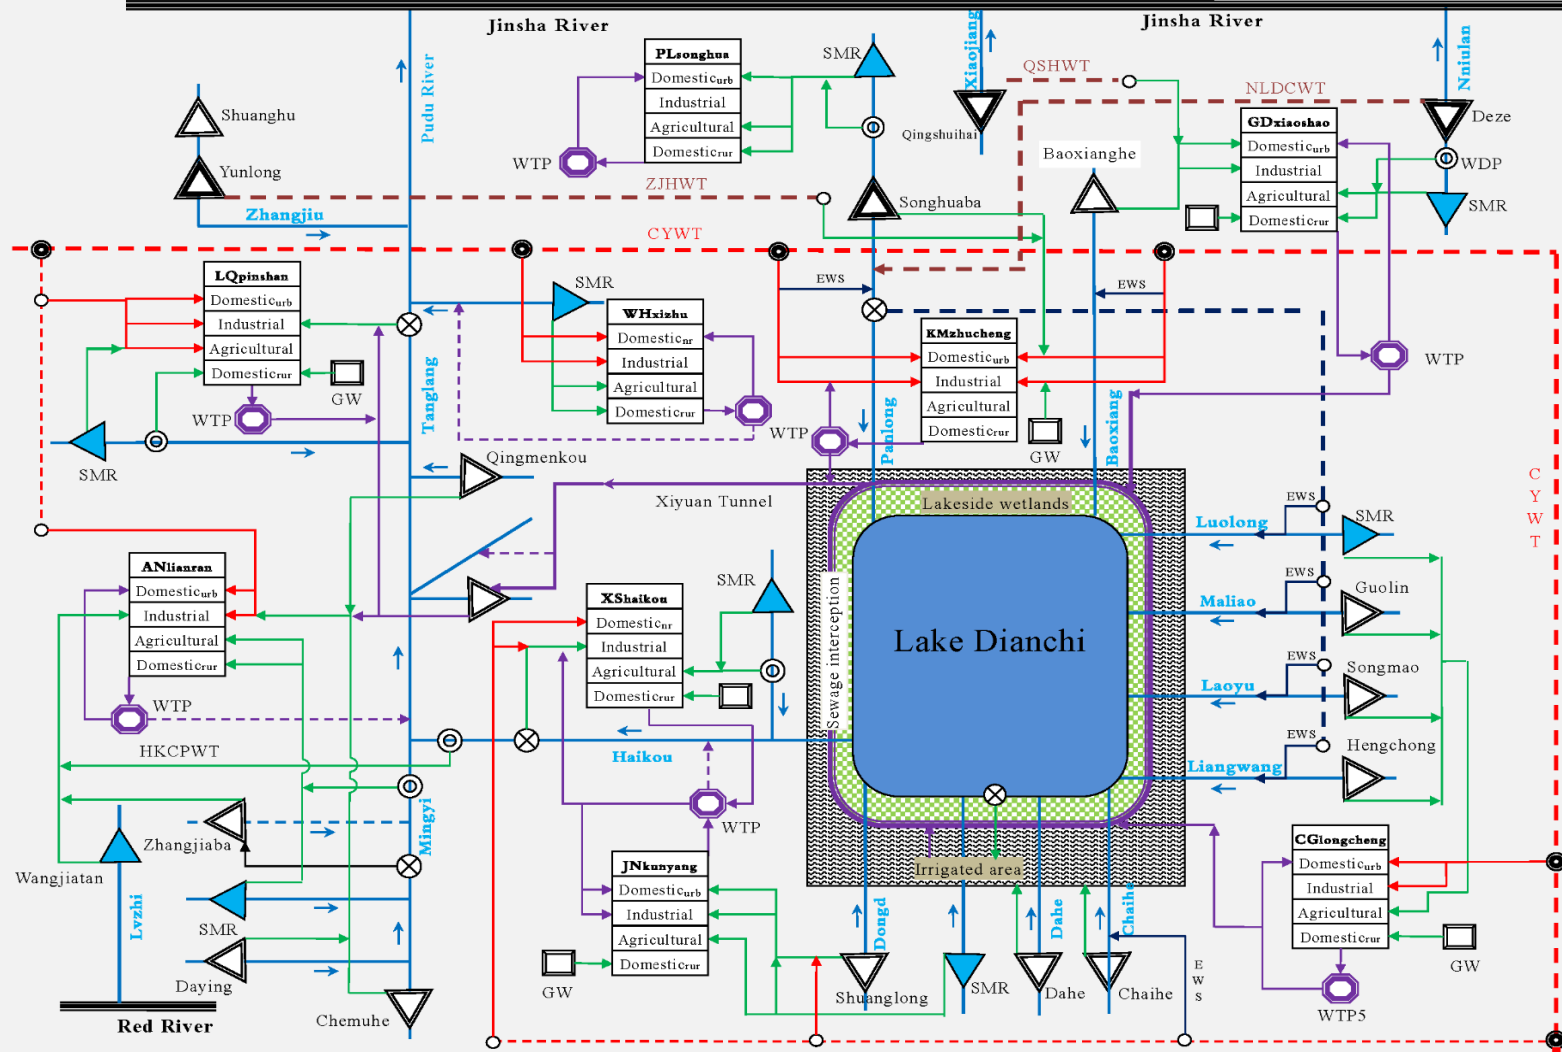 Jinsha River
Jinsha River
Pudu River
Xiaojiang
Nniulan
SMR
PLsonghua
Domesticurb
Industrial
Agricultural
Domesticrur
WTP
QSHWT
NLDCWT
Shuanghu
Yunlong
Zhangjiu
ZJHWT
Qingshuihai
Songhuaba
Baoxianghe
GDxiaoshao
Domesticurb
Industrial
Agricultural
Domesticrur
Deze
WDP
SMR
CYWT
LQpinshan
Domesticurb
Industrial
Agricultural
Domesticrur
WTP
GW
SMR
Tanglang
SMR
WHxizhu
Domesticnr
Industrial
Agricultural
Domesticrur
EWS
EWS
KMzhucheng
Domesticurb
Industrial
Agricultural
Domesticrur
WTP
GW
WTP
Panlong
Baoxiang
Qingmenkou
Xiyuan Tunnel
Lakeside wetlands
CYWT
EWS
SMR
Luolong
EWS
Guolin
Maliao
EWS
Songmao
Laoyu
EWS
Hengchong
Liangwang
Lake Dianchi
Sewage interception
ANlianran
Domesticurb
Industrial
Agricultural
Domesticrur
WTP
HKCPWT
XShaikou
Domesticnr
Industrial
Agricultural
Domesticrur
SMR
Haikou
WTP
Mingyi
Zhangjiaba
Wangjiatan
Lvzhi
SMR
Daying
Chemuhe
Red River
JNkunyang
Domesticurb
Industrial
Agricultural
Domesticrur
GW
Irrigated area
Dongd
Dahe
Chaihe
Shuanglong
SMR
Dahe
Chaihe
EWS
CGlongcheng
Domesticurb
Industrial
Agricultural
Domesticrur
GW
WTP5